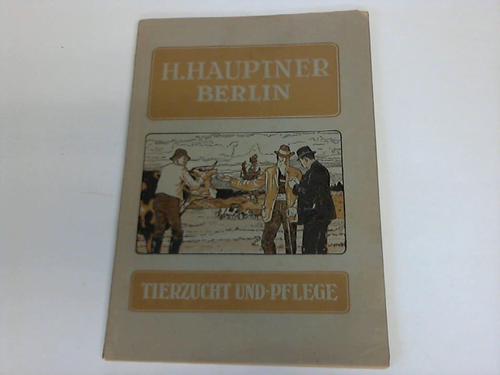 H. HAUPTNER
BERLIN
TIERZUCHT UND-PFLEGE